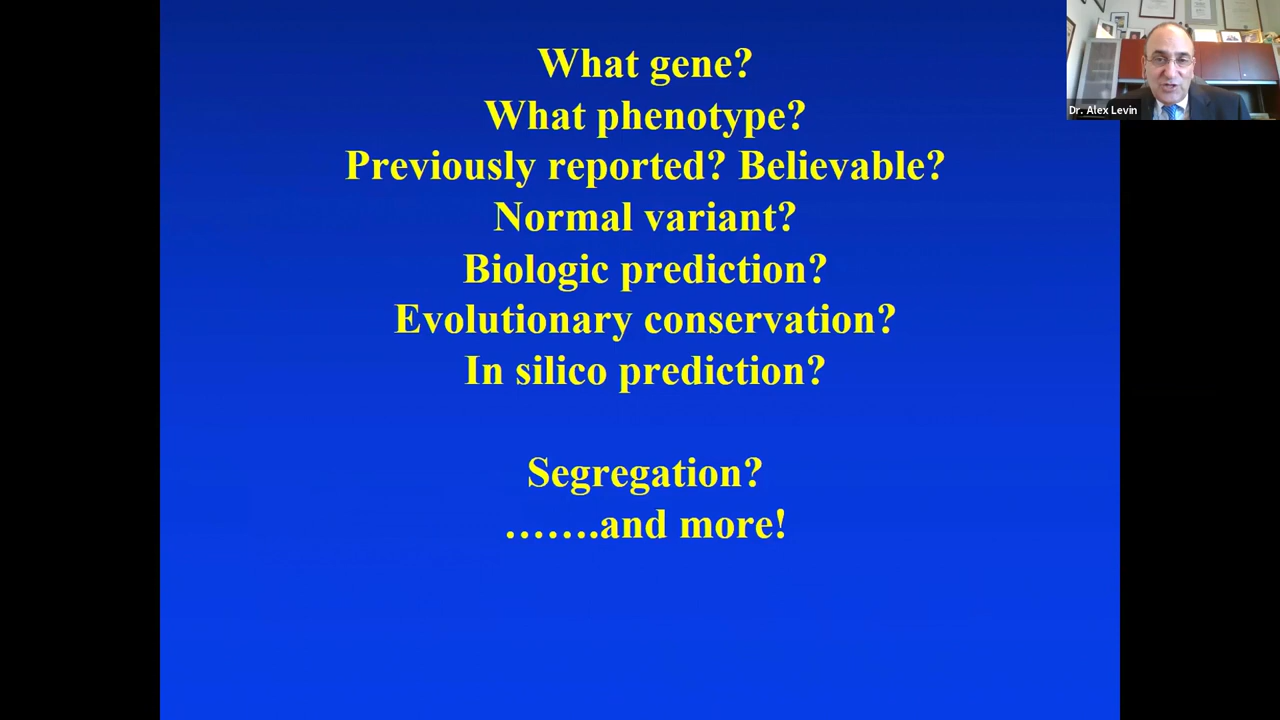 What gene?
What phenotype?
Previously reported? Believable?
Normal variant?
Biologic prediction?
Evolutionary conservation?
In silico prediction?
Segregation?
…….and more!
Dr. Alex Levin